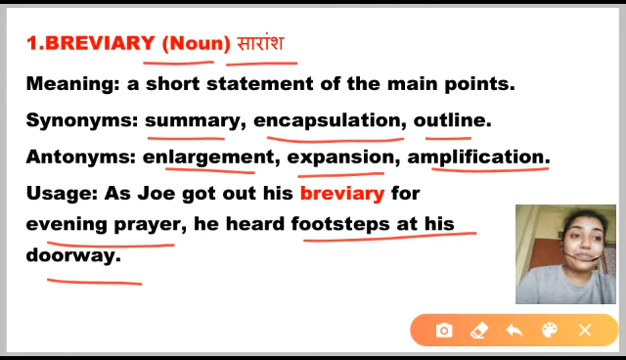 1.BREVIARY (Noun) सारांश
Meaning: a short statement of the main points.
Synonyms: summary, encapsulation, outline.
Antonyms: enlargement, expansion, amplification.
Usage: As Joe got out his breviary for
evening prayer, he heard footsteps at his
doorway.